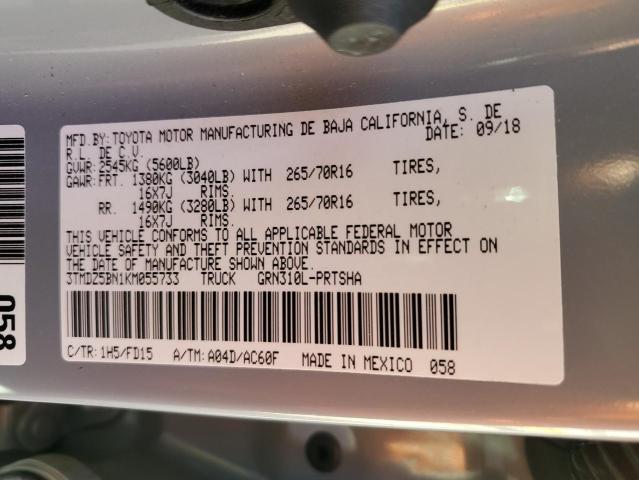 MFD.BY:TOYOTA MOTOR MANUFACTURING DE BAJA CALIFORNIA, S. DE
R.L. DE C.V. DATE: 09/18
GVWR:2545KG (5600LB)
GAWR:FRT. 1380KG (3040LB) WITH 265/70R16 TIRES,
16X7J RIMS.
RR. 1490KG (3280LB) WITH 265/70R16 TIRES,
16X7J RIMS.
THIS VEHICLE CONFORMS TO ALL APPLICABLE FEDERAL MOTOR
VEHICLE SAFETY AND THEFT PREVENTION STANDARDS IN EFFECT ON
THE DATE OF MANUFACTURE SHOWN ABOVE.
3TMDZ5BN1KM055733 TRUCK GRN310L-PRTSHA
C/TR: 1H5/FD15 A/TM: A04D/AC60F MADE IN MEXICO 058
058